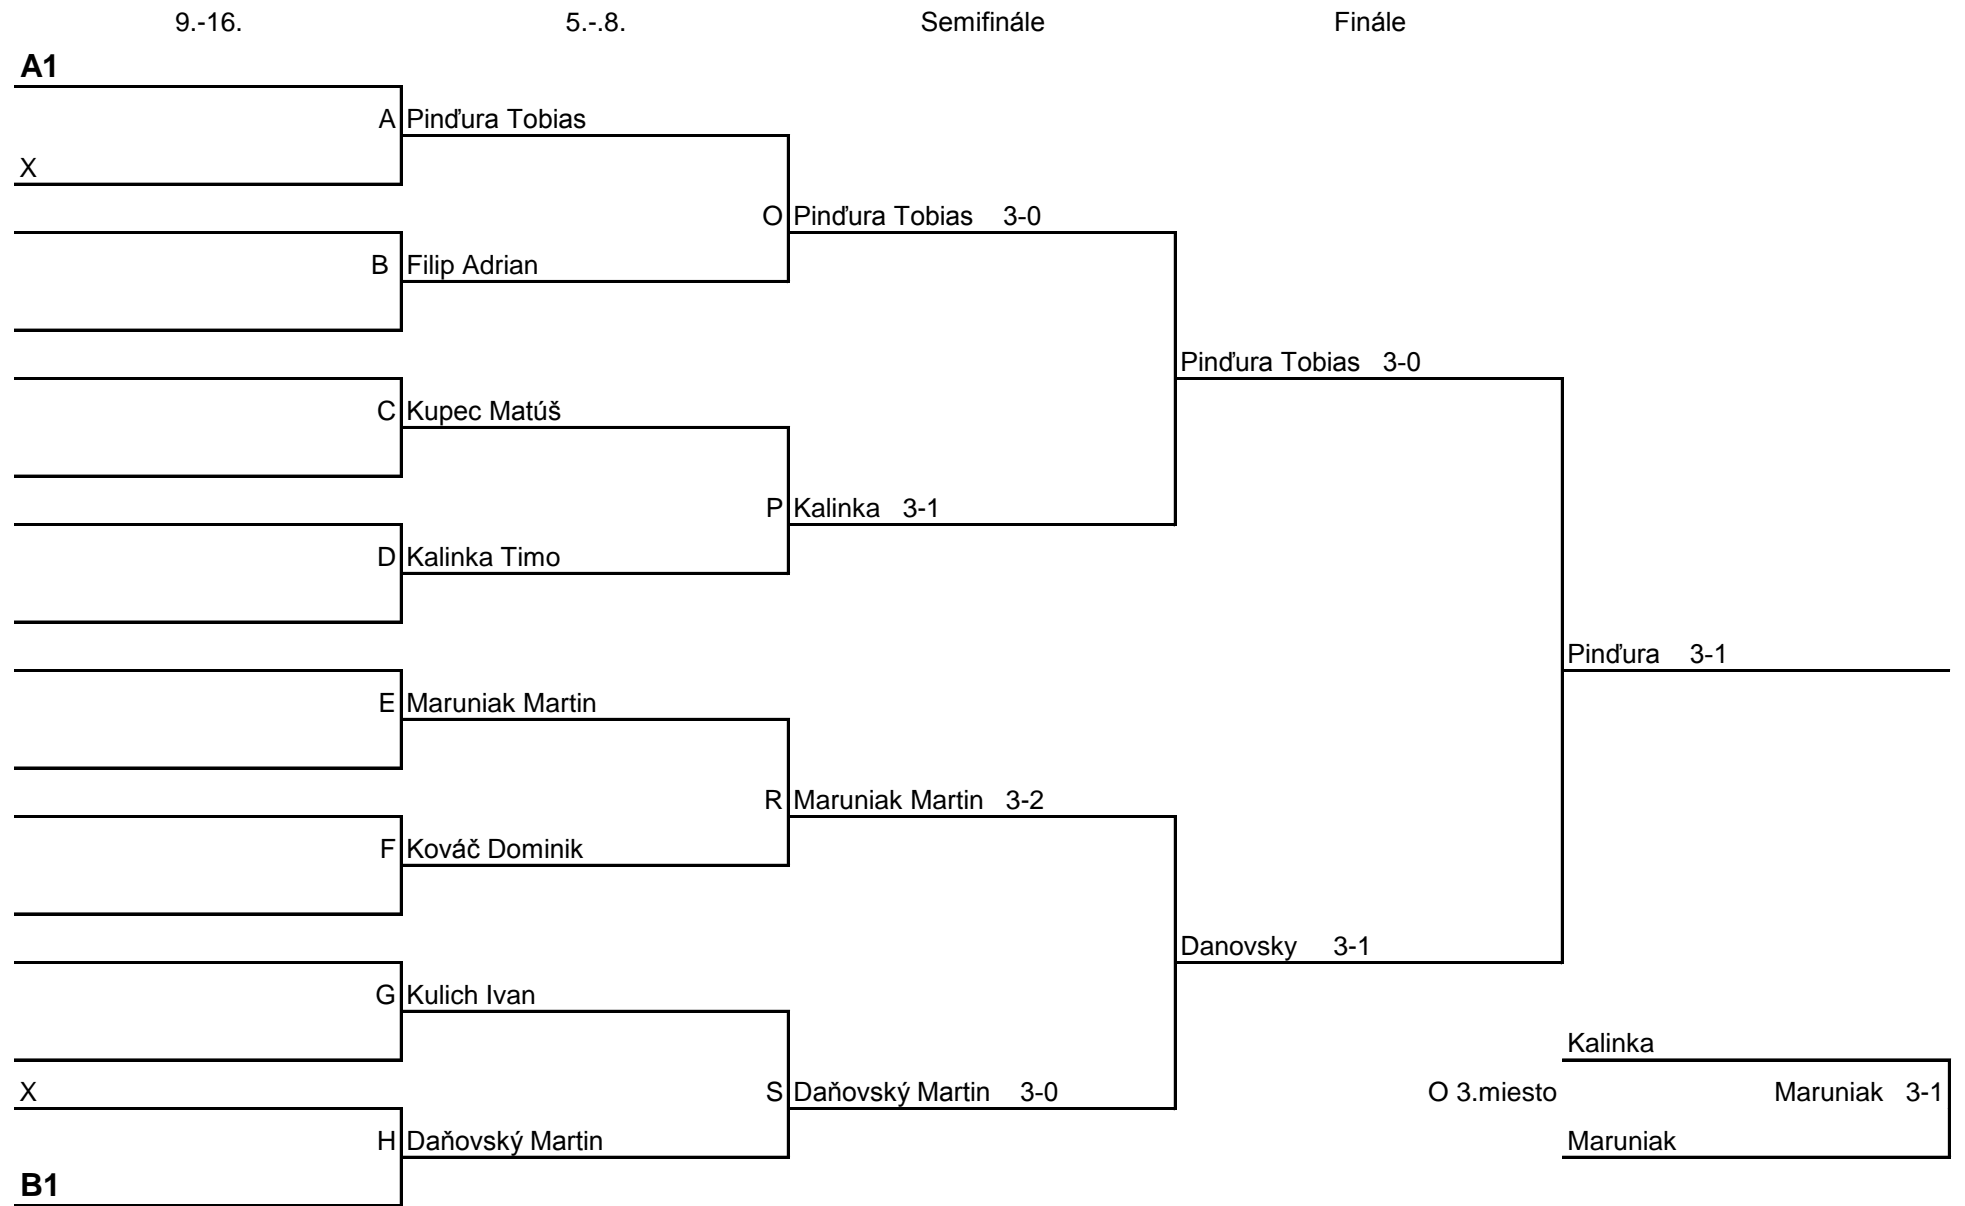 9.-16. 5.-.8. Semifinále Finále
A1
A Pinďura Tobias
X
O Pinďura Tobias 3-0
B Filip Adrian
Pinďura Tobias 3-0
C Kupec Matúš
P Kalinka 3-1
D Kalinka Timo
Pinďura 3-1
E Maruniak Martin
R Maruniak Martin 3-2
F Kováč Dominik
Danovsky 3-1
G Kulich Ivan
Kalinka
X S Daňovský Martin 3-0 O 3.miesto Maruniak 3-1
H Daňovský Martin Maruniak
B1